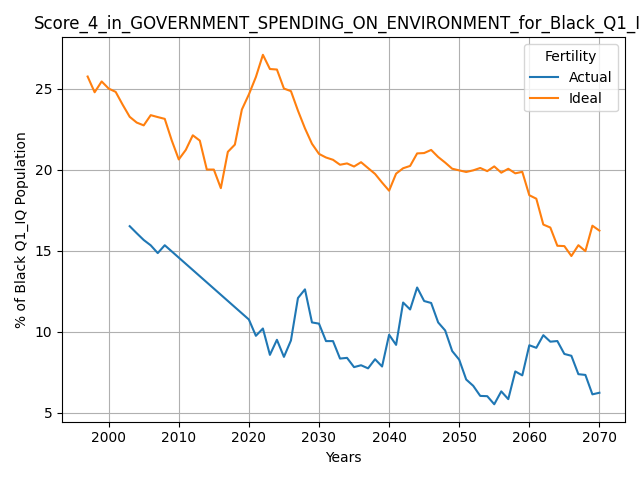 Score_4_in_GOVERNMENT_SPENDING_ON_ENVIRONMENT_for_Black_Q1_I
Fertility
Actual
Ideal
% of Black Q1_IQ Population
25
20
15
10
5
2000 2010 2020 2030 2040 2050 2060 2070
Years